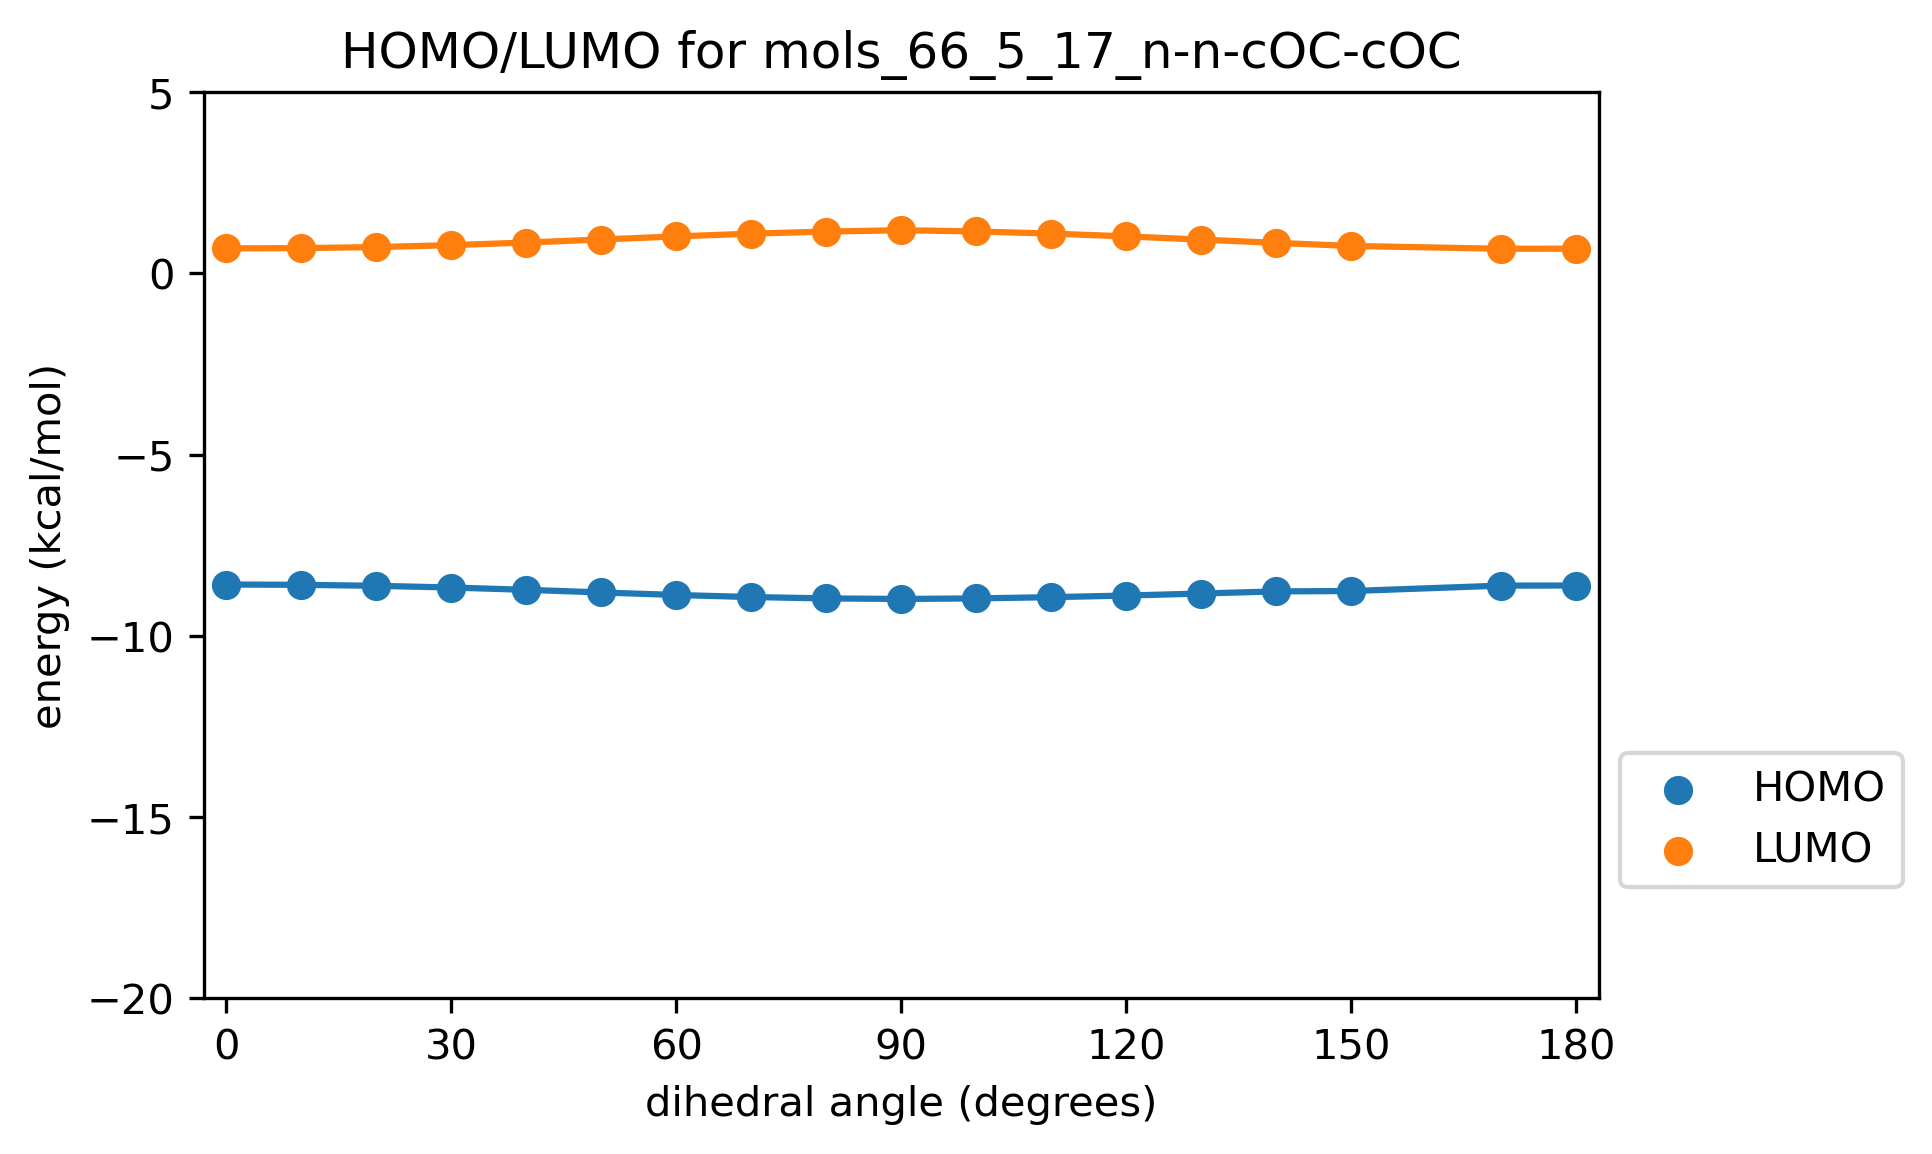 HOMO/LUMO for mols_66_5_17_n-n-cOC-cOC
5
0
−5
−10
−15
−20
energy (kcal/mol)
0 30 60 90 120 150 180
dihedral angle (degrees)
HOMO
LUMO